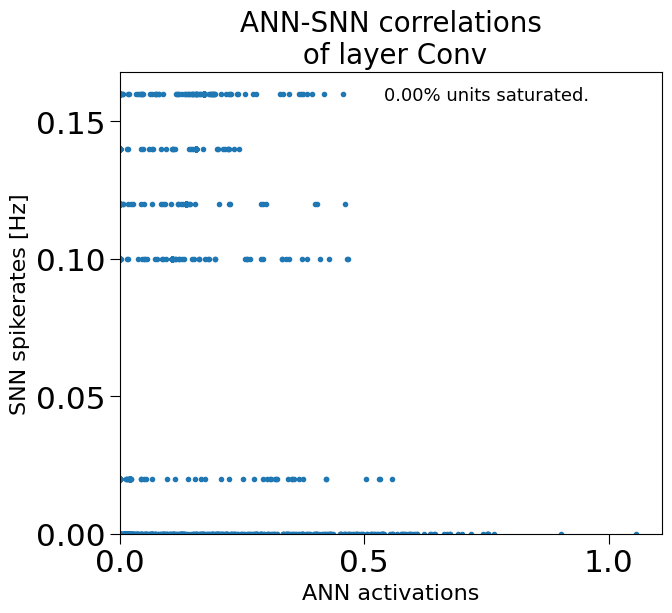 ANN-SNN correlations
of layer Conv
0.00% units saturated.
0.15
0.10
0.05
0.00
SNN spikerates [Hz]
0.0 0.5 1.0
ANN activations